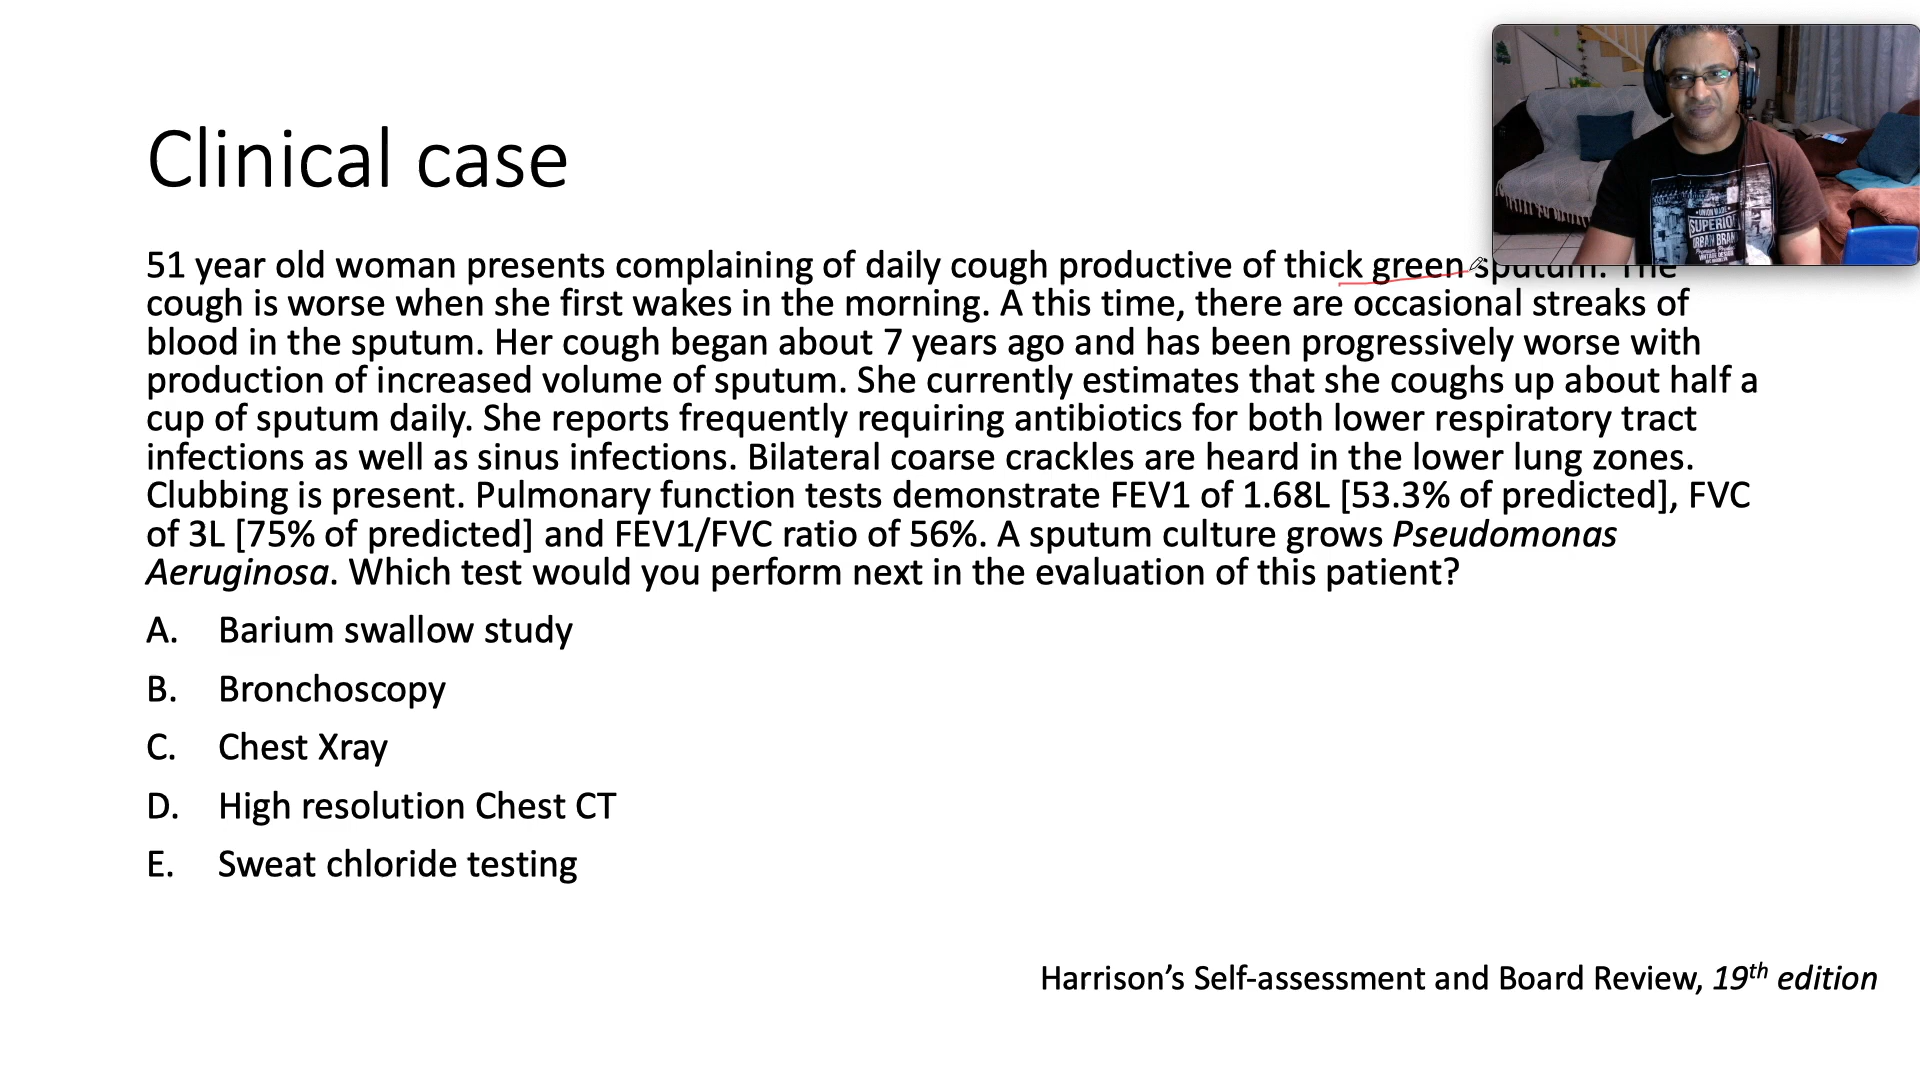 Clinical case
51 year old woman presents complaining of daily cough productive of thick green sputum. The
cough is worse when she first wakes in the morning. A this time, there are occasional streaks of
blood in the sputum. Her cough began about 7 years ago and has been progressively worse with
production of increased volume of sputum. She currently estimates that she coughs up about half a
cup of sputum daily. She reports frequently requiring antibiotics for both lower respiratory tract
infections as well as sinus infections. Bilateral coarse crackles are heard in the lower lung zones.
Clubbing is present. Pulmonary function tests demonstrate FEV1 of 1.68L [53.3% of predicted], FVC
of 3L [75% of predicted] and FEV1/FVC ratio of 56%. A sputum culture grows Pseudomonas
Aeruginosa. Which test would you perform next in the evaluation of this patient?
A. Barium swallow study
B. Bronchoscopy
C. Chest Xray
D. High resolution Chest CT
E. Sweat chloride testing
Harrison’s Self-assessment and Board Review, 19th edition
SUPERIOR
URBAN BRAND